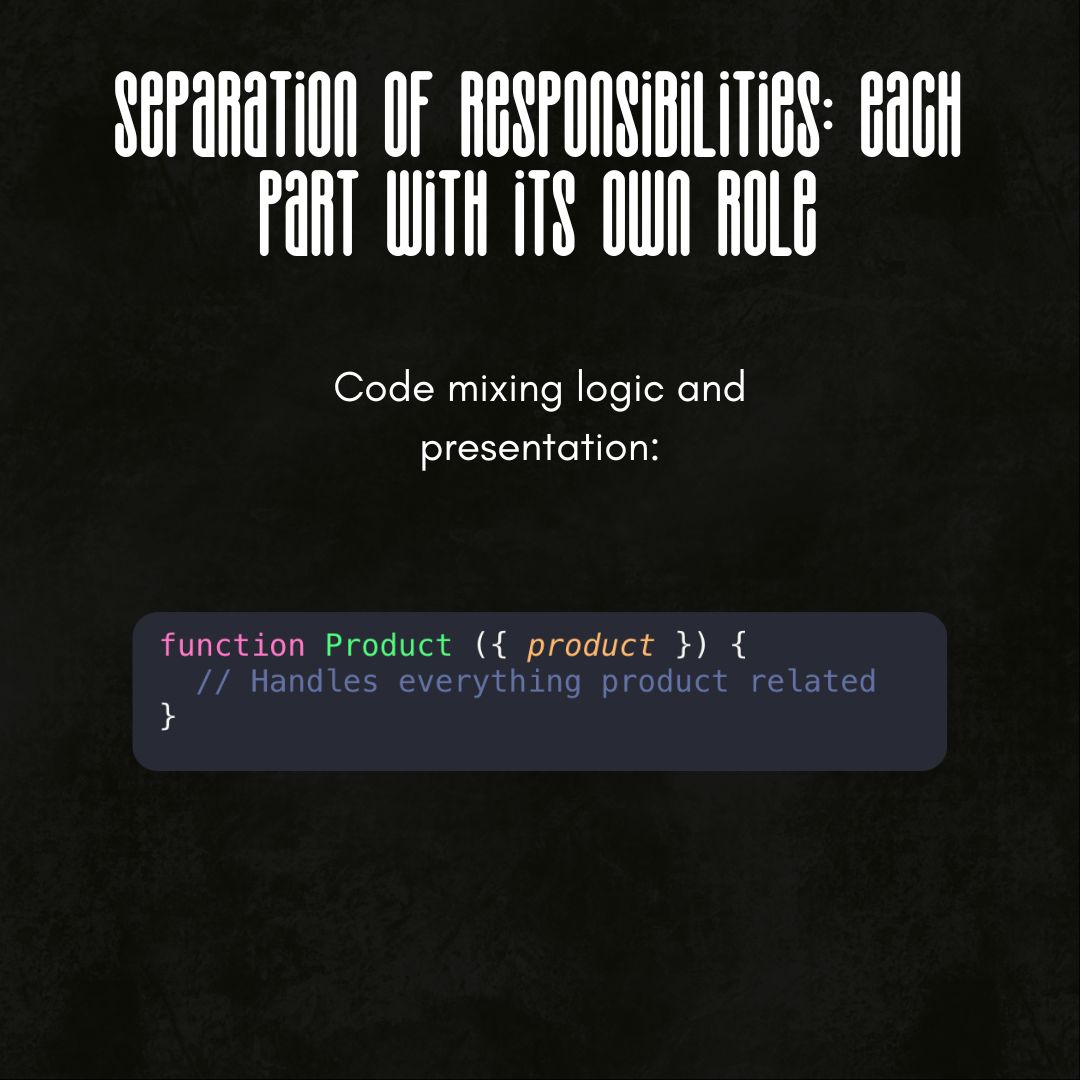 SePaRaTiON OF ReSPONSiBiLiTieS: eaCH
PaRT WiTH iTS OWN ROLe
Code mixing logic and
presentation:
function Product ({ product }) {
  // Handles everything product related
}